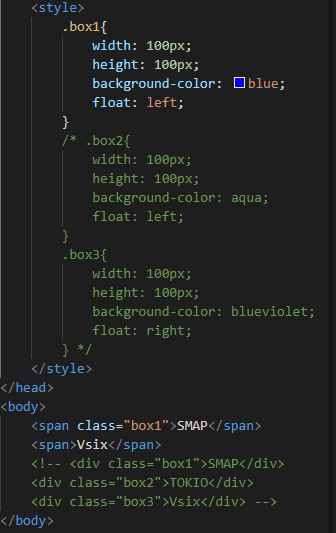 <style>
.box1{
width: 100px;
height: 100px;
background-color: blue;
float: left;
}
/* .box2{
width: 100px;
height: 100px;
background-color: aqua;
float: left;
}
.box3{
width: 100px;
height: 100px;
background-color: blueviolet;
float: right;
} */
</style>
</head>
<body>
<span class="box1">SMAP</span>
<span>Vsix</span>
<!-- <div class="box1">SMAP</div>
<div class="box2">TOKIO</div>
<div class="box3">Vsix</div> -->
</body>